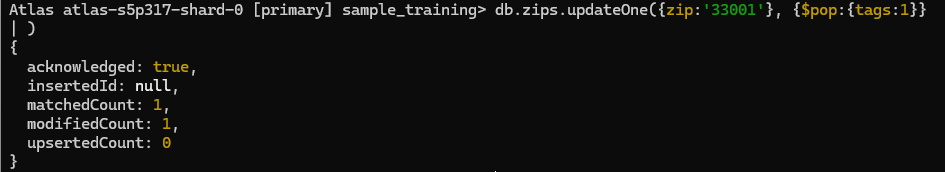 Atlas atlas-s5p317-shard-0 [primary] sample_training> db.zips.updateOne({zip:'33001'}, {$pop:{tags:1}}
| )
{
  acknowledged: true,
  insertedId: null,
  matchedCount: 1,
  modifiedCount: 1,
  upsertedCount: 0
}